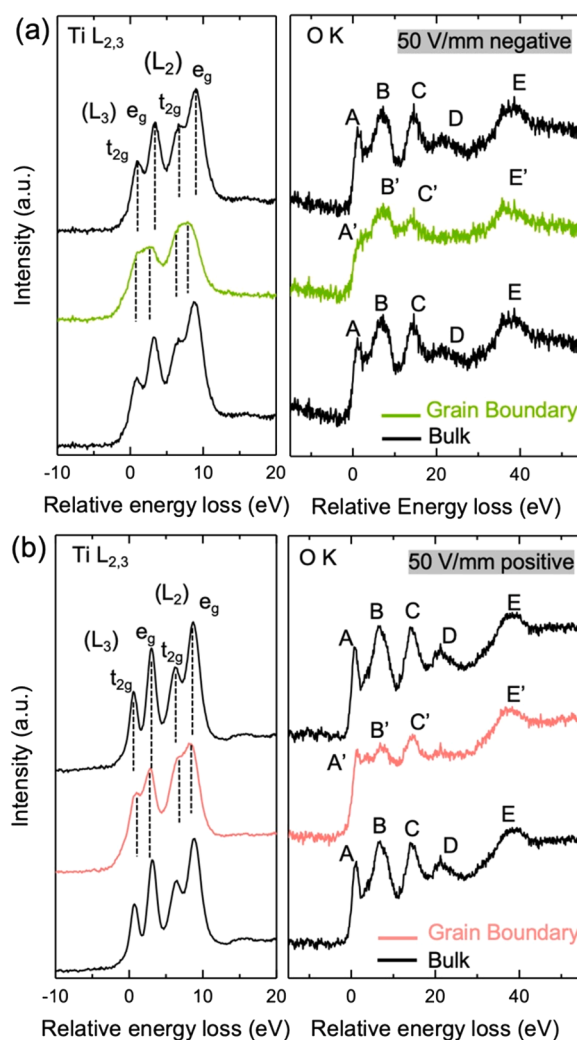 (a)
Ti L2,3
O K
50 V/mm negative
(L2)
eg
(L3)
eg
t2g
t2g
A
B
C
D
E
A’
B’
C’
E’
A
B
C
D
E
Grain Boundary
Bulk
Intensity (a.u.)
-10
0
10
20
0
20
40
Relative energy loss (eV)
Relative Energy loss (eV)
(b)
Ti L2,3
O K
50 V/mm positive
(L2)
eg
(L3)
eg
t2g
t2g
A
B
C
D
E
A’
B’
C’
E’
A
B
C
D
E
Grain Boundary
Bulk
Intensity (a.u.)
-10
0
10
20
0
20
40
Relative energy loss (eV)
Relative energy loss (eV)